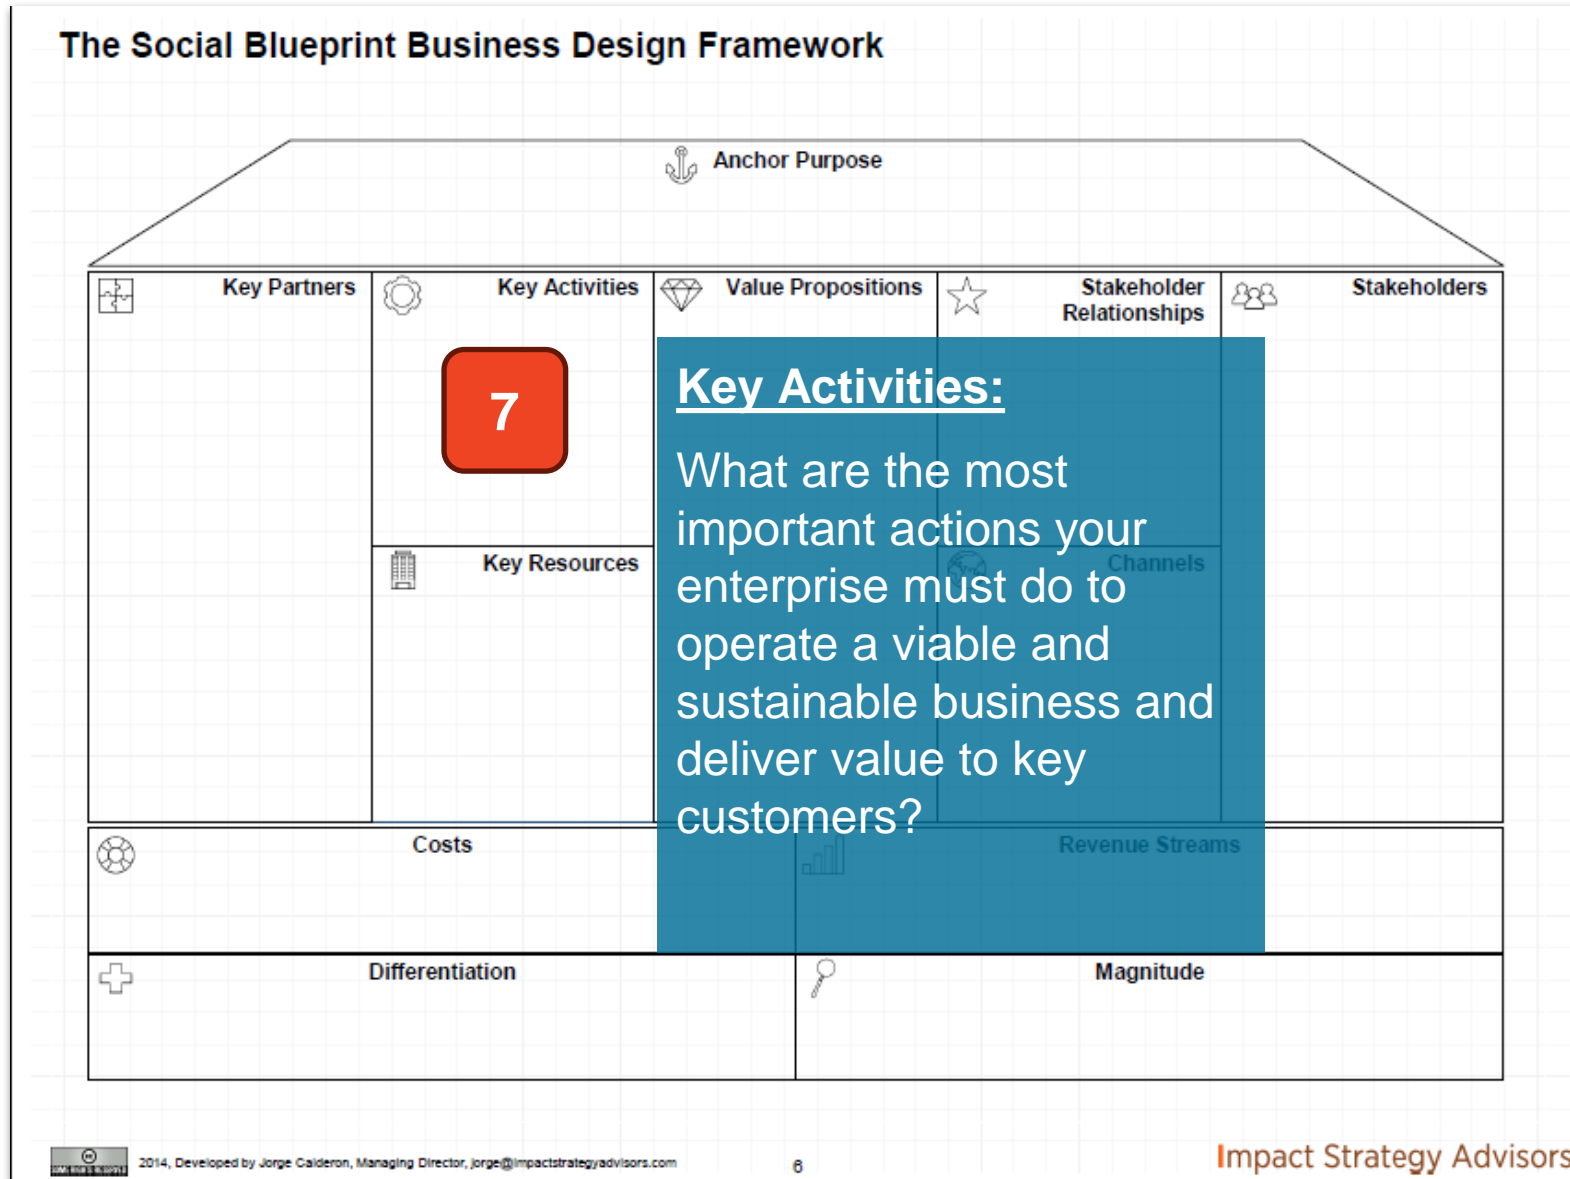 The Social Blueprint Business Design Framework
Anchor Purpose
Key Partners
Key Activities
Value Propositions
Stakeholder
Relationships
Stakeholders
7
Key Activities:
What are the most
important actions your
enterprise must do to
operate a viable and
sustainable business and
deliver value to key
customers?
Key Resources
Channels
Costs
Revenue Streams
Differentiation
Magnitude
cc
2014, Developed by Jorge Calderon, Managing Director, jorge@impactstrategyadvisors.com
6
Impact Strategy Advisors